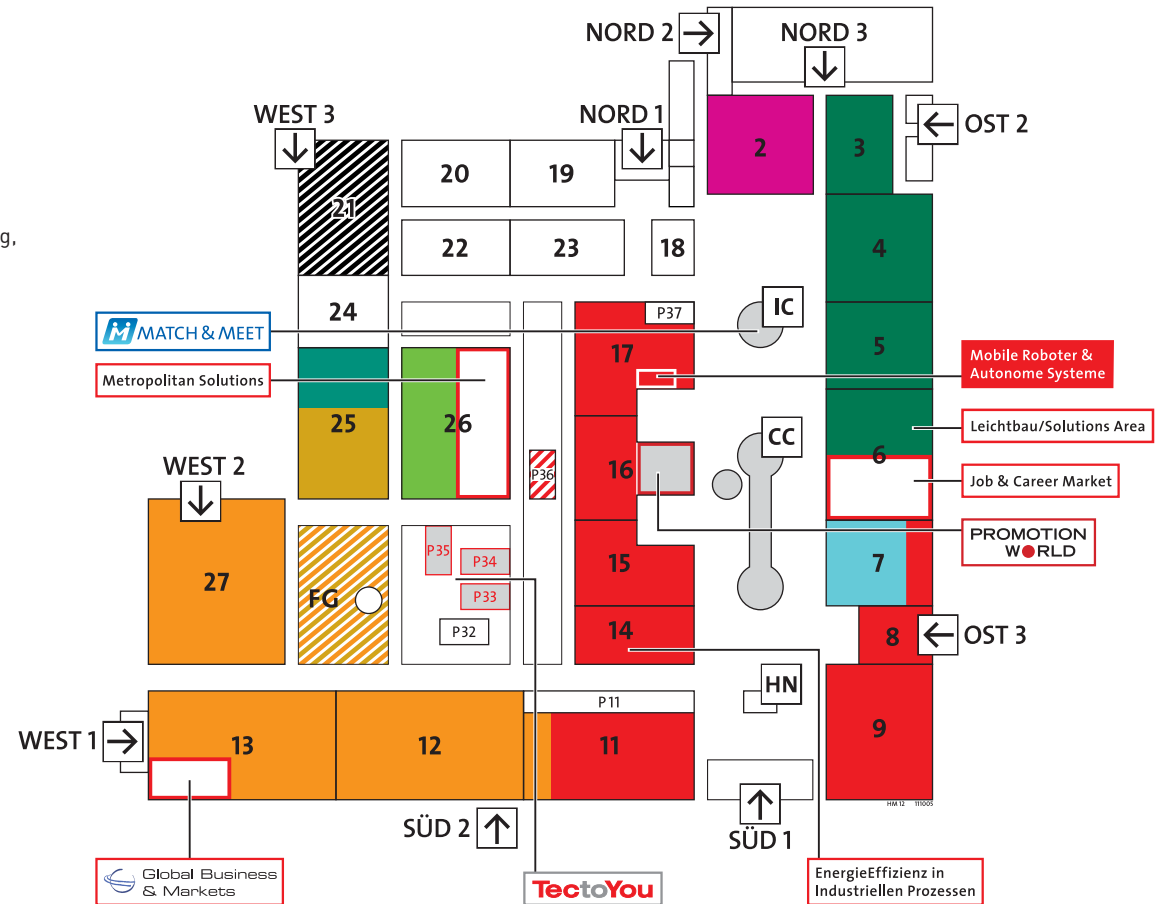 NORD 2
NORD 3
WEST 3
NORD 1
OST 2
2
3
20
19
21
g,
22
23
18
4
24
IC
P37
MATCH & MEET
17
5
Mobile Roboter &
Autonome Systeme
Metropolitan Solutions
25
26
CC
Leichtbau/Solutions Area
6
WEST 2
P36
16
Job & Career Market
PROMOTION
WORLD
P35
P34
15
7
27
FG
P33
P32
14
8
OST 3
HN
P 11
WEST 1
13
12
11
9
HM 12 111005
SÜD 2
SÜD 1
Global Business
& Markets
TectoYou
EnergieEffizienz in
Industriellen Prozessen